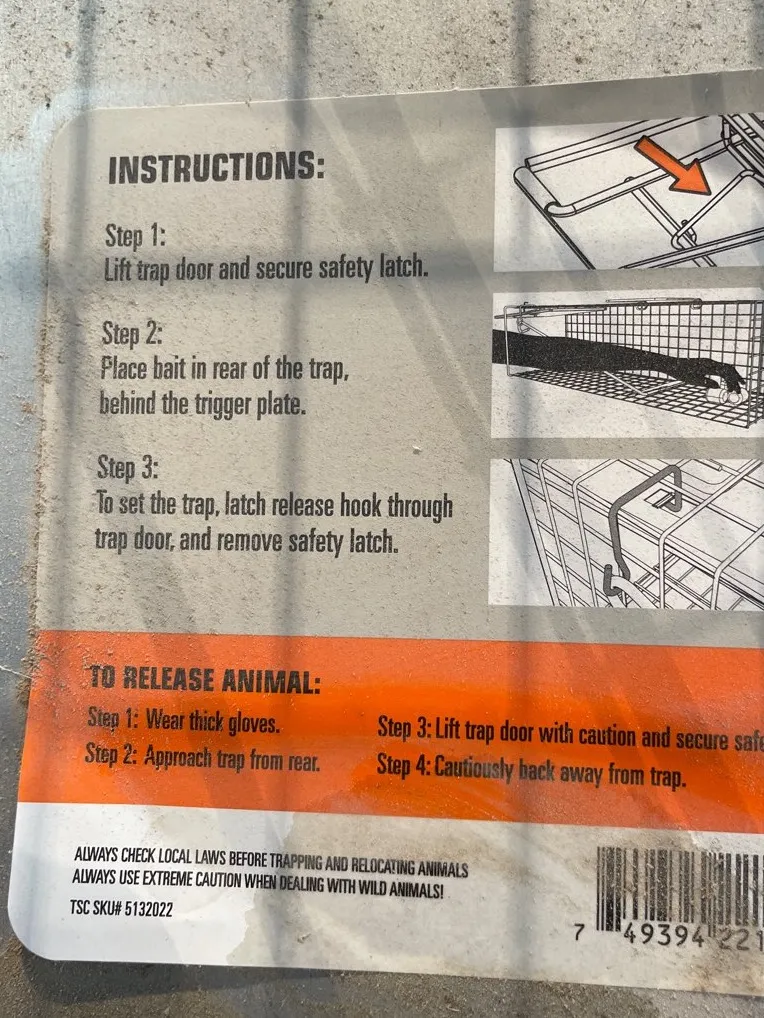 INSTRUCTIONS:
Step 1:
Lift trap door and secure safety latch.
Step 2:
Place bait in rear of the trap,
behind the trigger plate.
Step 3:
To set the trap, latch release hook through
trap door, and remove safety latch.
TO RELEASE ANIMAL:
Step 1: Wear thick gloves.
Step 2: Approach trap from rear.
Step 3: Lift trap door with caution and secure
Step 4: Cautiously back away from trap.
ALWAYS CHECK LOCAL LAWS BEFORE TRAPPING AND RELOCATING ANIMALS
ALWAYS USE EXTREME CAUTION WHEN DEALING WITH WILD ANIMALS!
TSC SKU# 5132022
7 49394 221